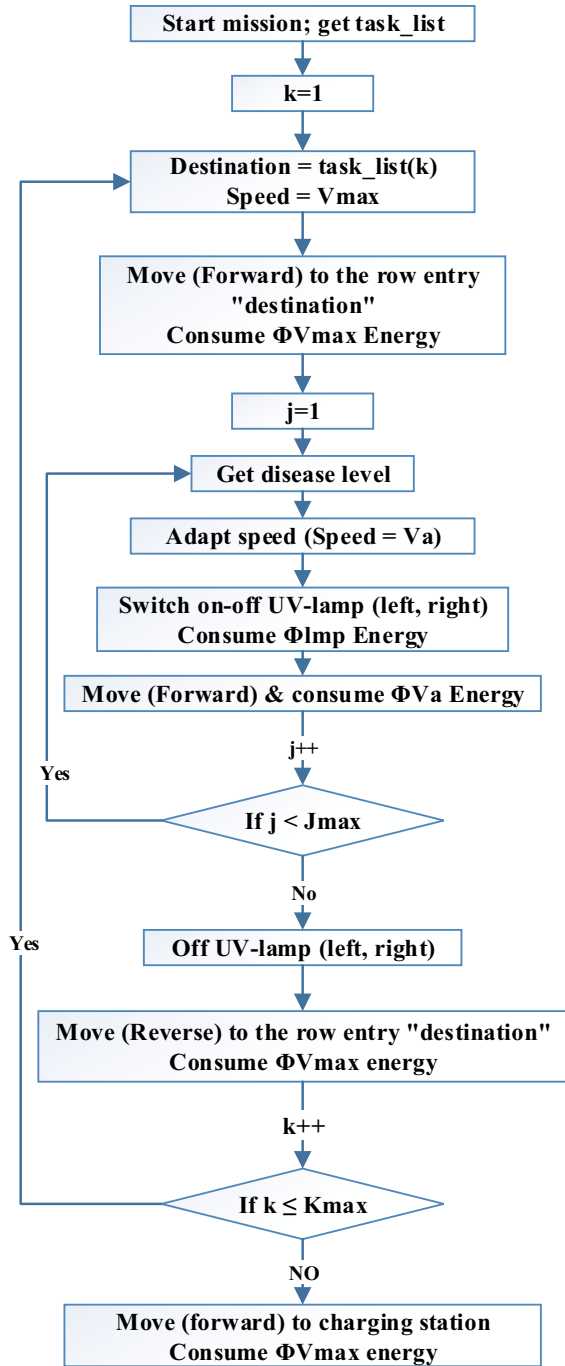 Start mission; get task_list
k=1
Destination = task_list(k)
Speed = Vmax
Move (Forward) to the row entry
"destination"
Consume ΦVmax Energy
j=1
Get disease level
Adapt speed (Speed = Va)
Switch on-off UV-lamp (left, right)
Consume Φlmp Energy
Move (Forward) & consume ΦVa Energy
j++
Yes
If j < Jmax
No
Off UV-lamp (left, right)
Yes
Move (Reverse) to the row entry "destination"
Consume ΦVmax energy
k++
If k ≤ Kmax
NO
Move (forward) to charging station
Consume ΦVmax energy